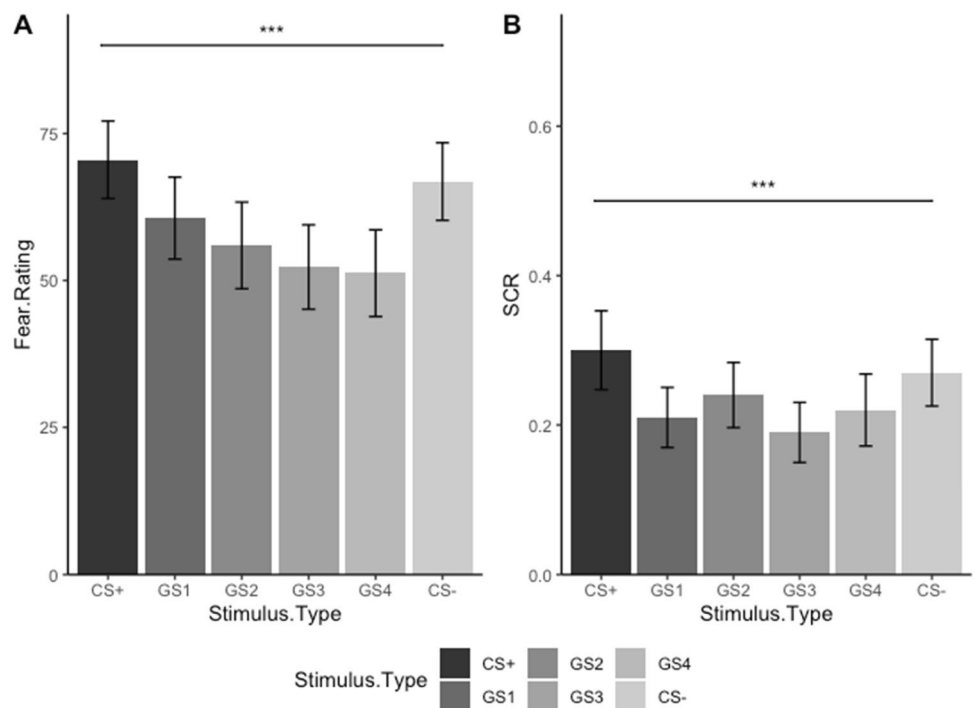 A
***
75
50
25
0
Fear.Rating
CS+ GS1 GS2 GS3 GS4 CS-
Stimulus.Type
B
***
0.6
0.4
0.2
0.0
SCR
CS+ GS1 GS2 GS3 GS4 CS-
Stimulus.Type
Stimulus.Type
CS+ GS2 GS4
GS1 GS3 CS-